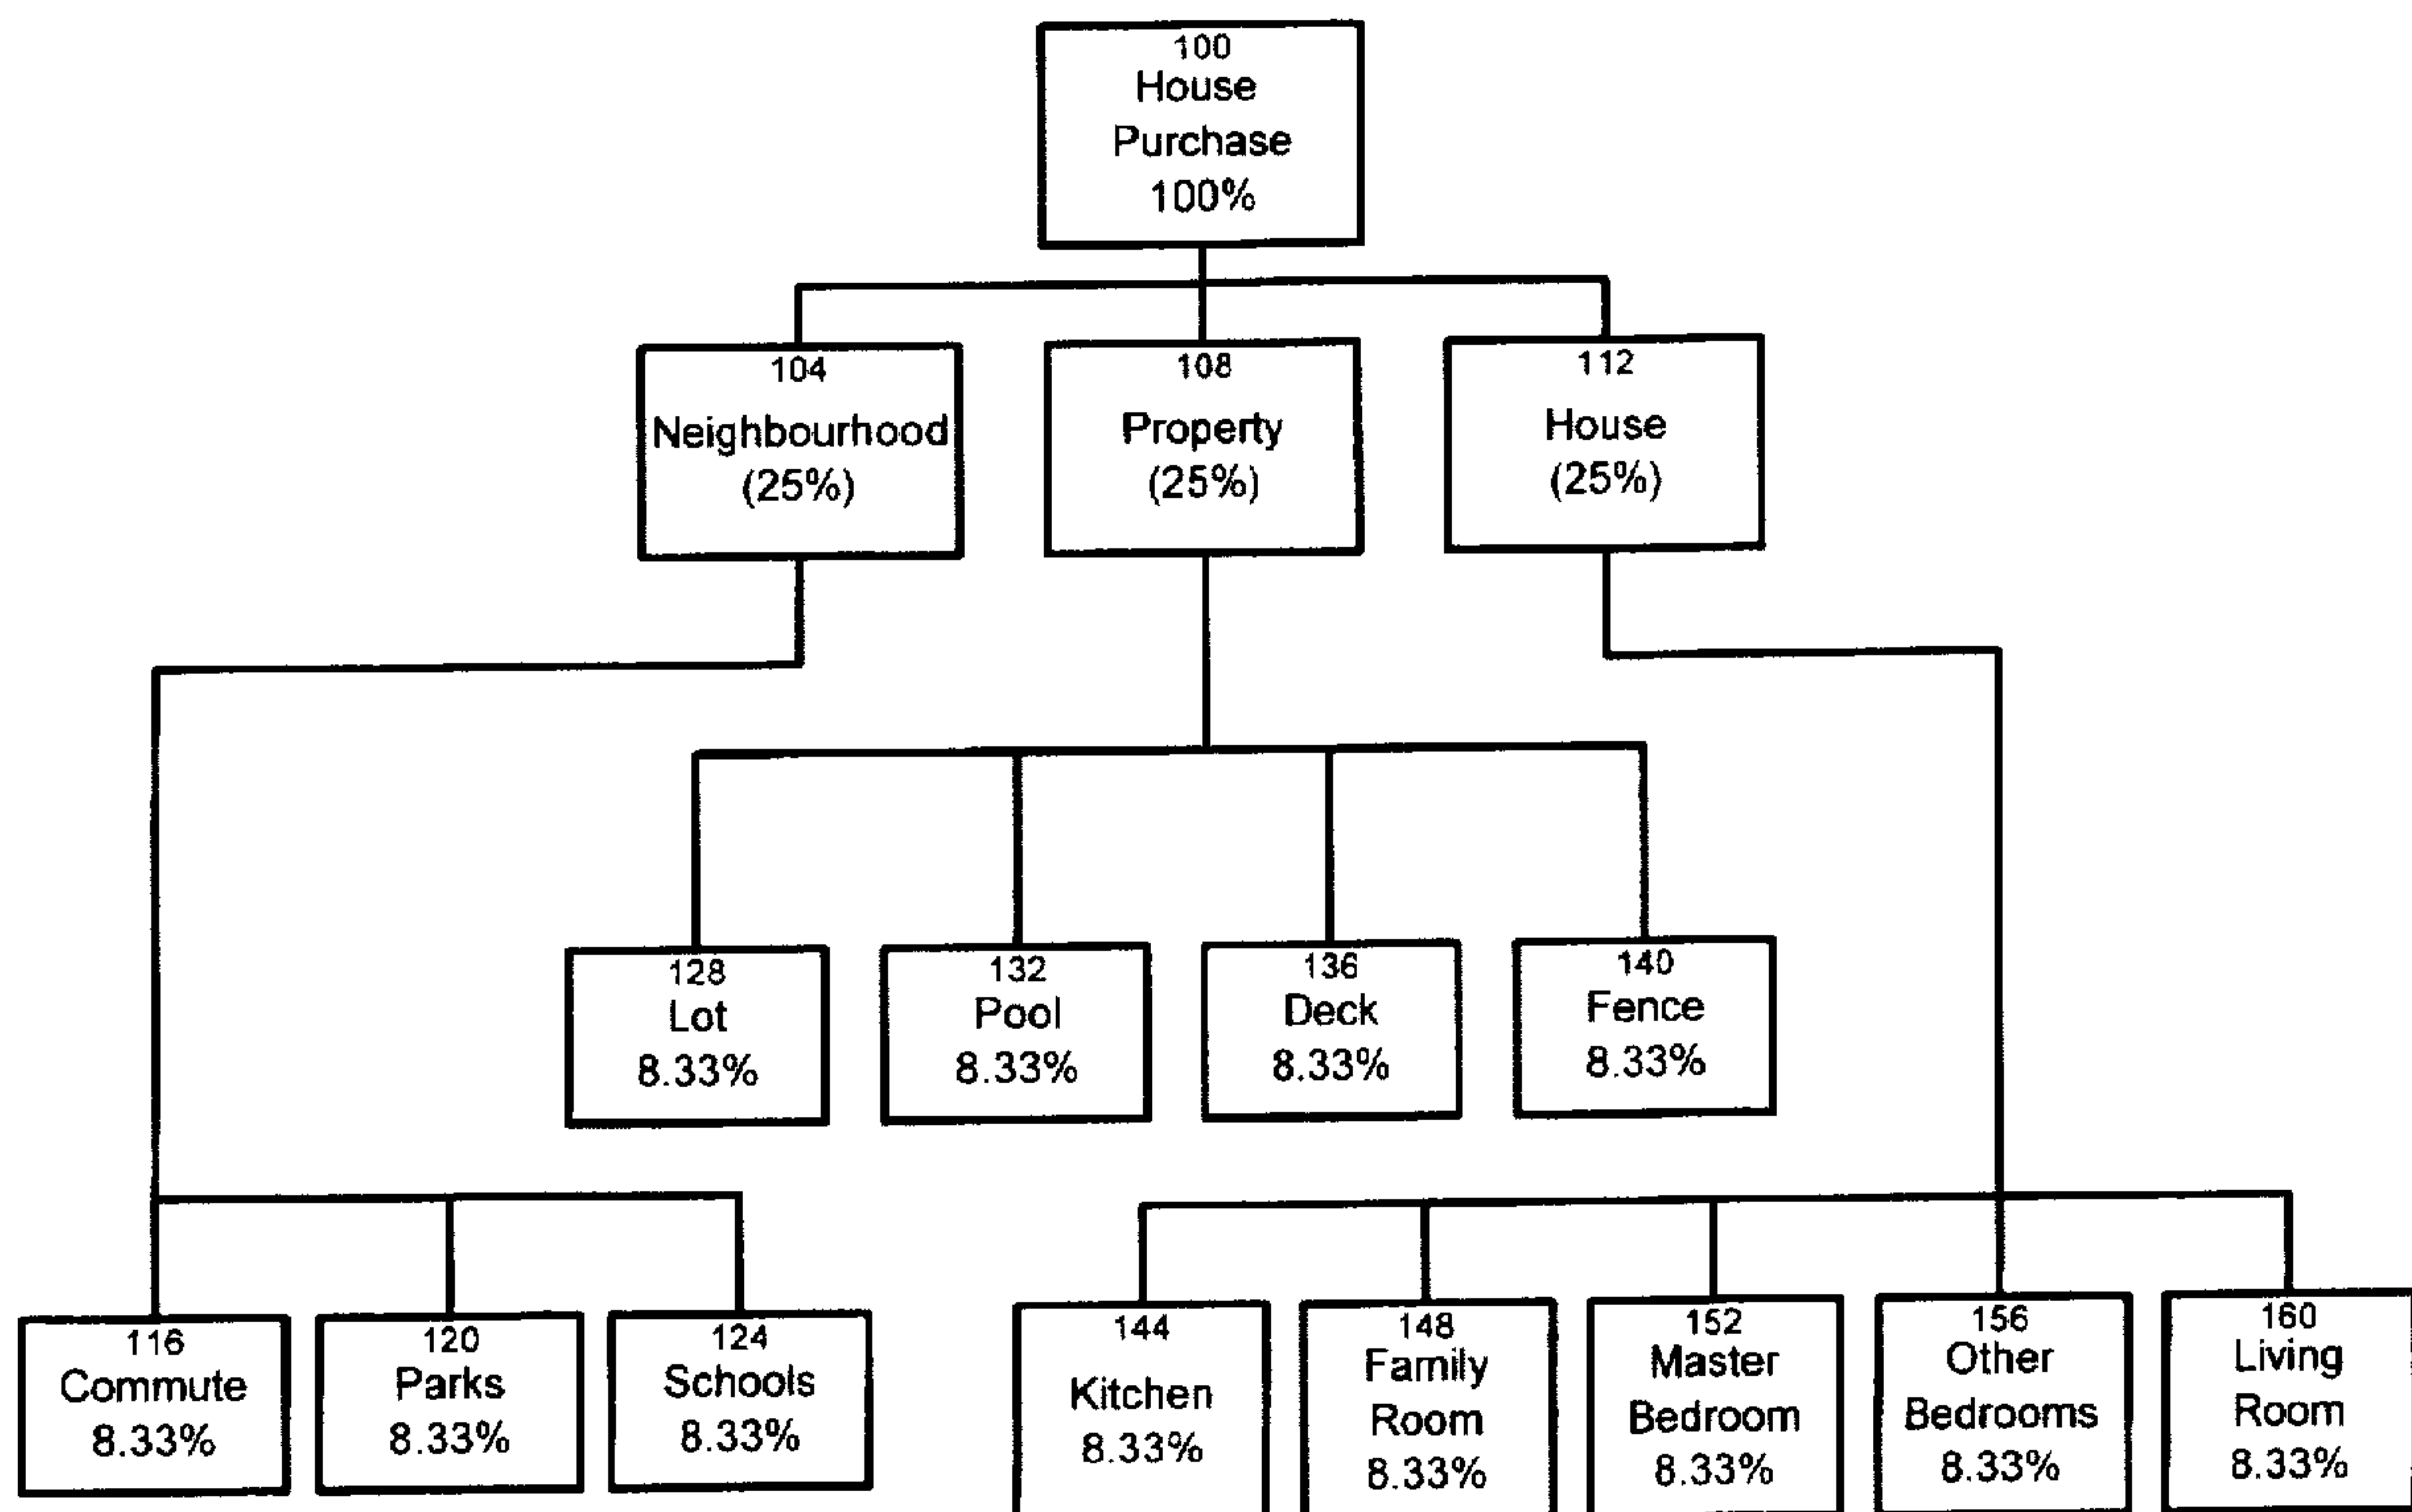 100
House
Purchase
100%
104
Neighbourhood
(25%)
108
Property
(25%)
112
House
(25%)
128
Lot
8.33%
132
Pool
8.33%
136
Deck
8.33%
140
Fence
8.33%
116
Commute
8.33%
120
Parks
8.33%
124
Schools
8.33%
144
Kitchen
8.33%
148
Family
Room
8.33%
152
Master
Bedroom
8.33%
156
Other
Bedrooms
8.33%
160
Living
Room
8.33%